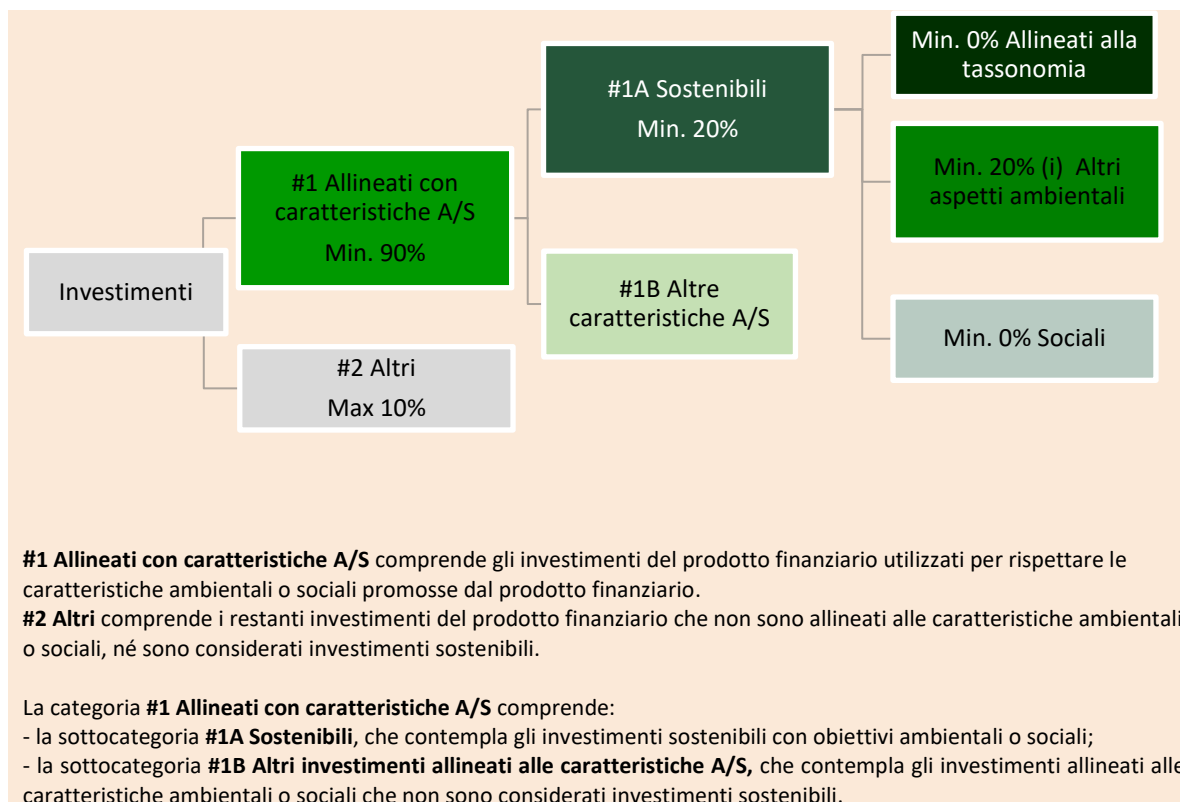 Investimenti
#1 Allineati con
caratteristiche A/S
Min. 90%
#2 Altri
Max 10%
#1A Sostenibili
Min. 20%
#1B Altre
caratteristiche A/S
Min. 0% Allineati alla
tassonomia
Min. 20% (i) Altri
aspetti ambientali
Min. 0% Sociali
#1 Allineati con caratteristiche A/S comprende gli investimenti del prodotto finanziario utilizzati per rispettare le
caratteristiche ambientali o sociali promosse dal prodotto finanziario.
#2 Altri comprende i restanti investimenti del prodotto finanziario che non sono allineati alle caratteristiche ambientali
o sociali, né sono considerati investimenti sostenibili.
La categoria #1 Allineati con caratteristiche A/S comprende:
- la sottocategoria #1A Sostenibili, che contempla gli investimenti sostenibili con obiettivi ambientali o sociali;
- la sottocategoria #1B Altri investimenti allineati alle caratteristiche A/S, che contempla gli investimenti allineati alle
caratteristiche ambientali o sociali che non sono considerati investimenti sostenibili.